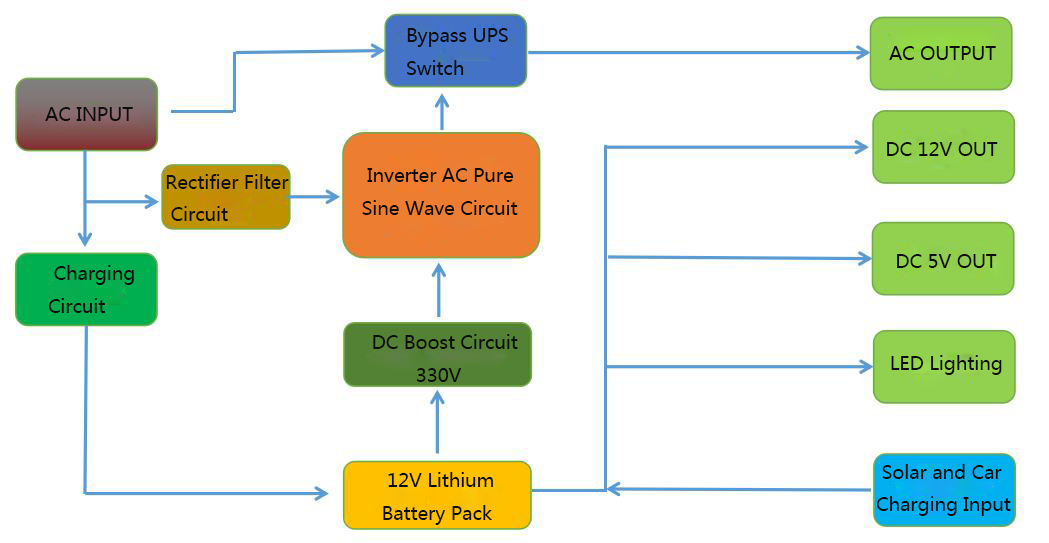 Bypass UPS
Switch
AC OUTPUT
AC INPUT
DC 12V OUT
Rectifier Filter
Circuit
Inverter AC Pure
Sine Wave Circuit
DC 5V OUT
Charging
Circuit
DC Boost Circuit
330V
LED Lighting
12V Lithium
Battery Pack
Solar and Car
Charging Input